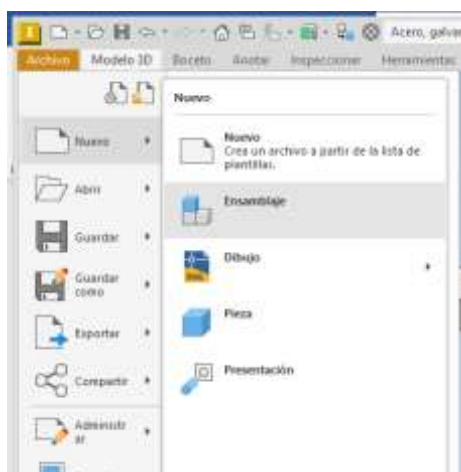 Acero, galva
Archivo Modelo 3D Boceto Anotar Inspeccionar Herramientas
Nuevo
Nuevo
Nuevo
Crea un archivo a partir de la lista de
plantillas.
Abrir
Ensamblaje
Guardar
Dibujo
Guardar
como
Pieza
Exportar
Presentación
Compartir
Administr
ar